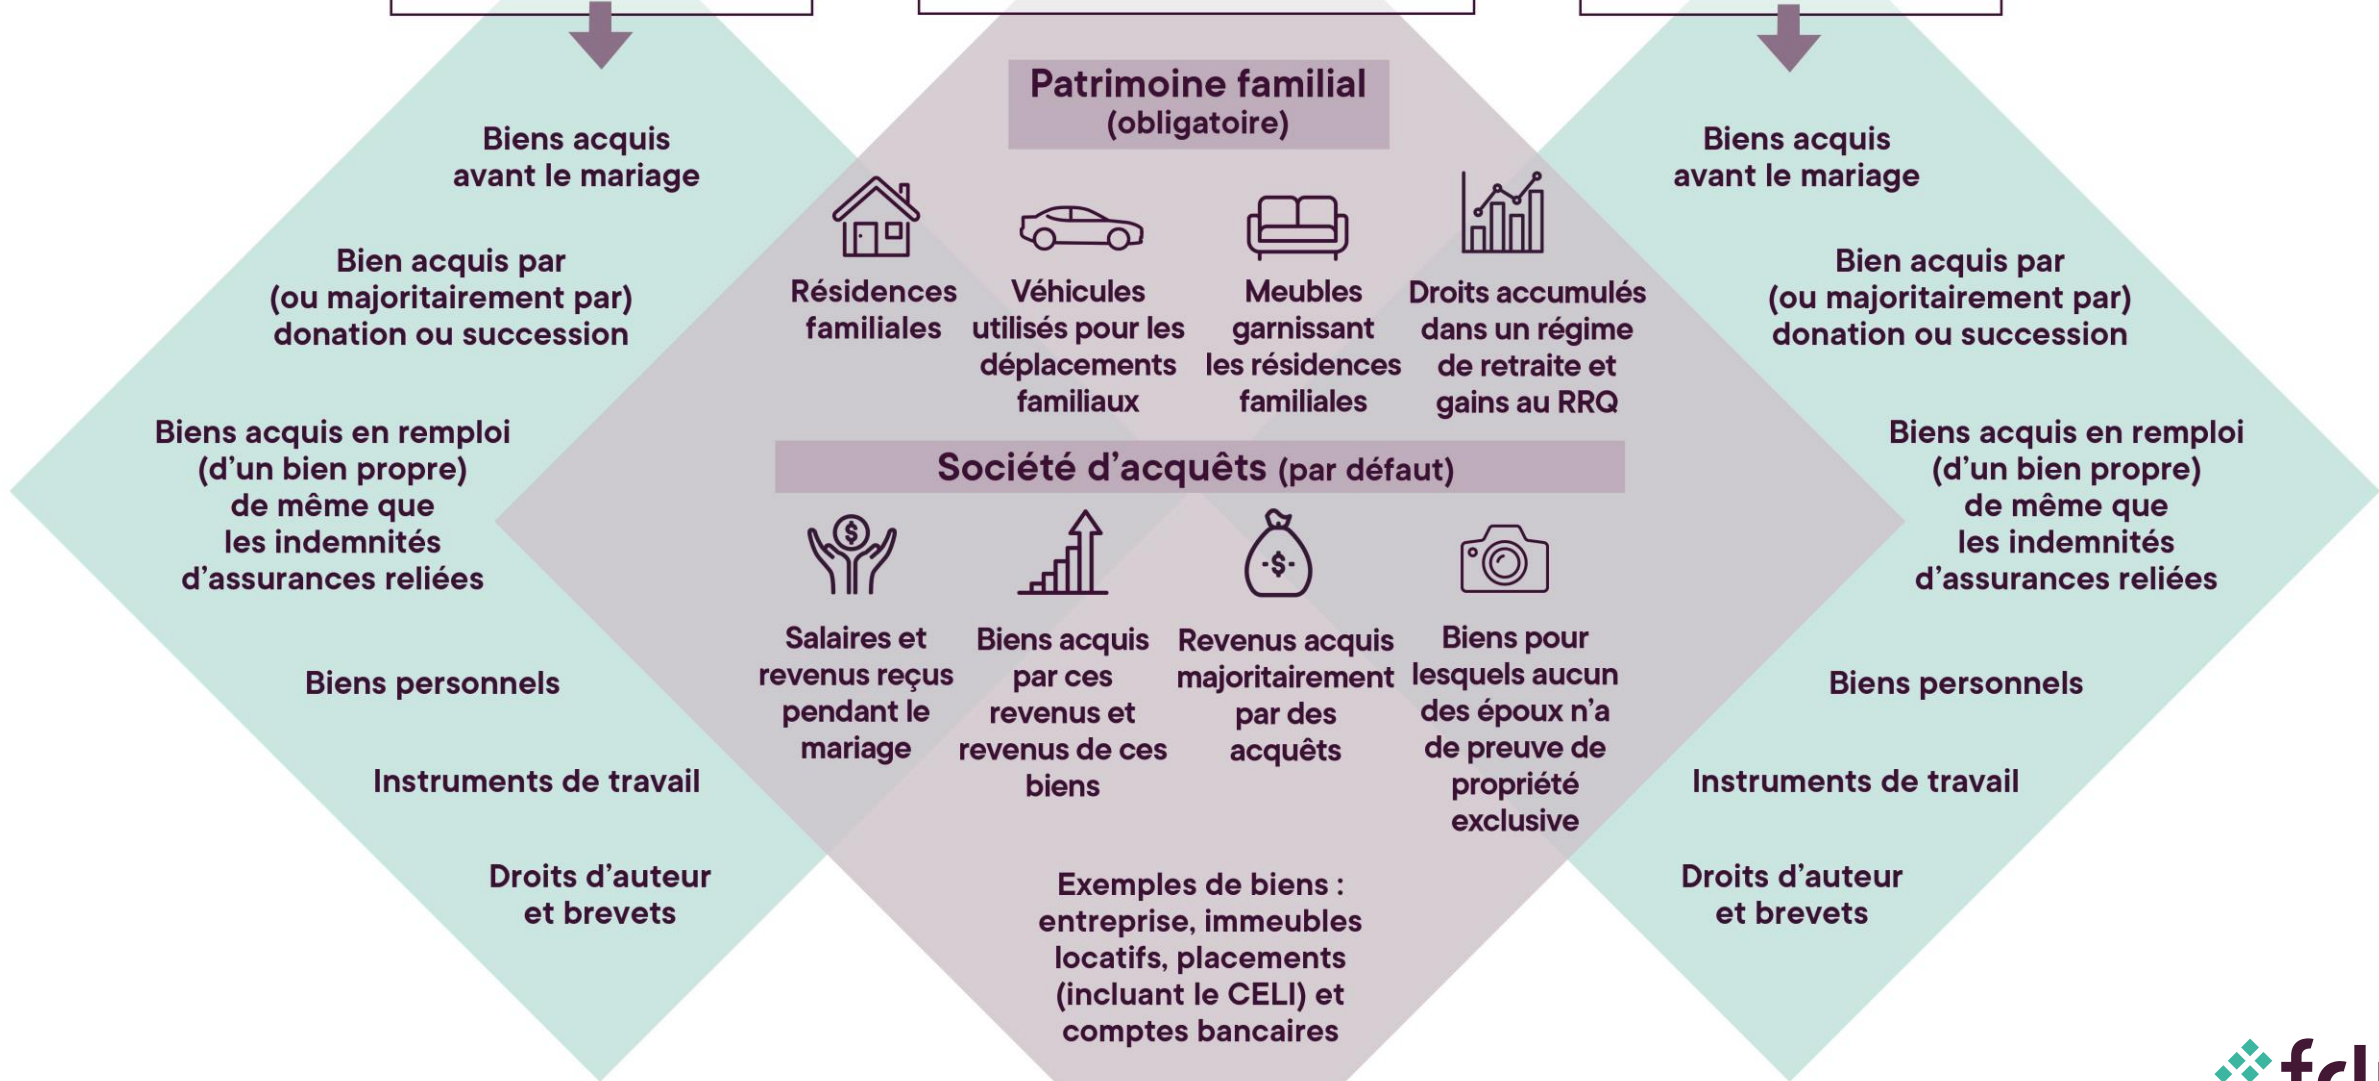 Biens acquis
avant le mariage
Bien acquis par
(ou majoritairement par)
donation ou succession
Biens acquis en remploi
(d'un bien propre)
de même que
les indemnités
d'assurances reliées
Biens personnels
Instruments de travail
Droits d'auteur
et brevets
Patrimoine familial
(obligatoire)
Résidences
familiales
Véhicules
utilisés pour les
déplacements
familiaux
Meubles
garnissant
les résidences
familiales
Droits accumulés
dans un régime
de retraite et
gains au RRQ
Société d'acquêts (par défaut)
$
Salaires et
revenus reçus
pendant le
mariage
Biens acquis
par ces
revenus et
revenus de ces
biens
-$-
Revenus acquis
majoritairement
par des
acquêts
Biens pour
lesquels aucun
des époux n'a
de preuve de
propriété
exclusive
Exemples de biens :
entreprise, immeubles
locatifs, placements
(incluant le CELI) et
comptes bancaires
Biens acquis
avant le mariage
Bien acquis par
(ou majoritairement par)
donation ou succession
Biens acquis en remploi
(d'un bien propre)
de même que
les indemnités
d'assurances reliées
Biens personnels
Instruments de travail
Droits d'auteur
et brevets